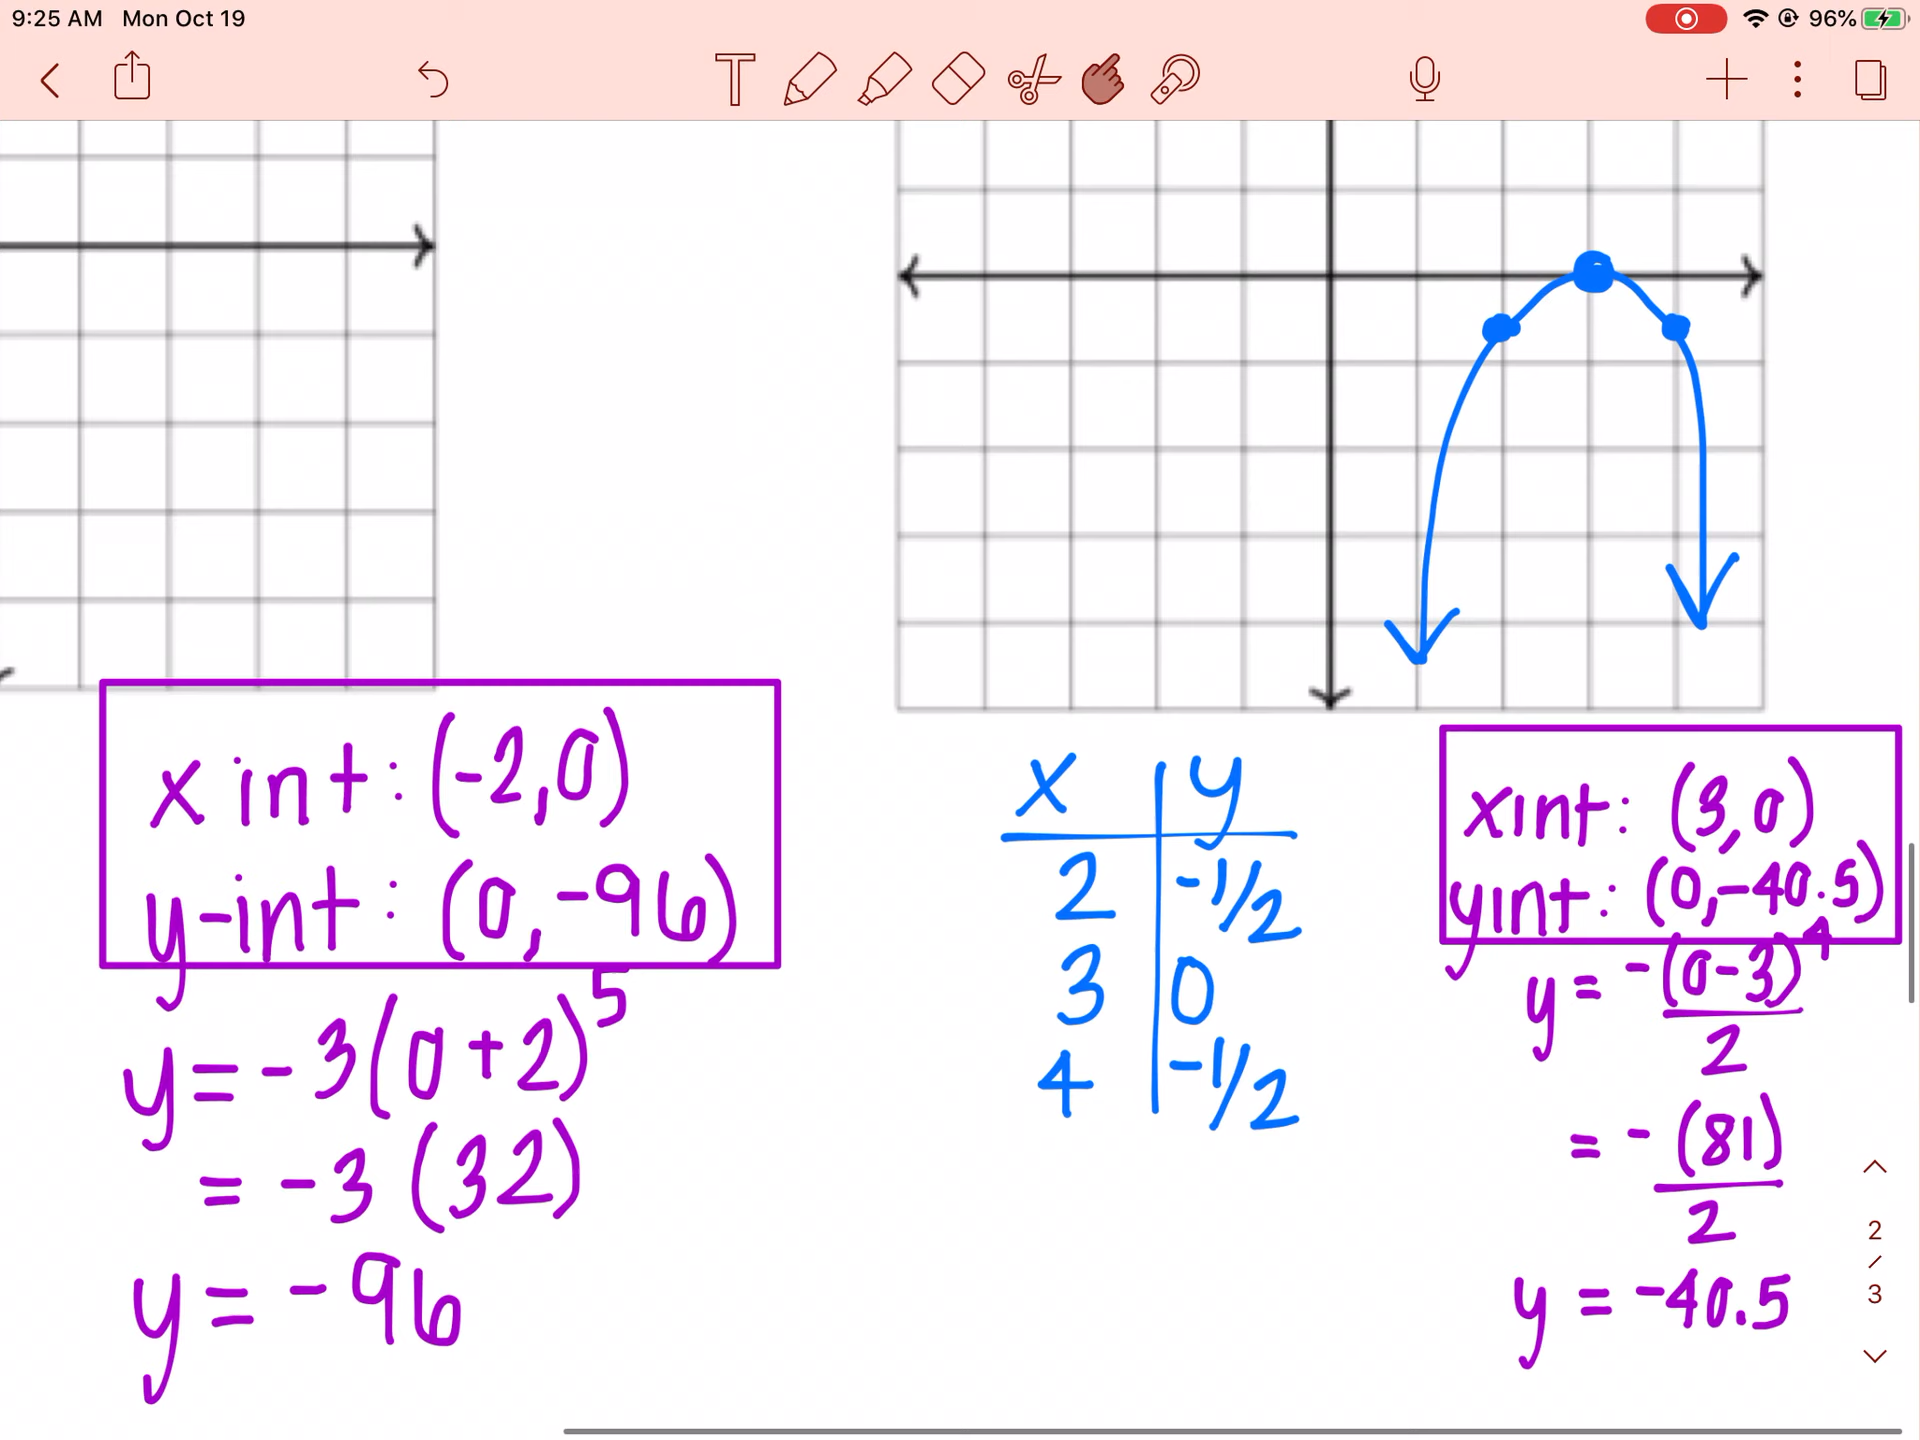 9:25 AM Mon Oct 19
96%
T
x int: (-2,0)
y-int: (0,-96)
y = -3(0+2)^5
= -3(32)
y = -96
x | y
2 | -1/2
3 | 0
4 | -1/2
xint: (3,0)
yint: (0,-40.5)
y = -(0-3)^4 / 2
= -(81) / 2
y = -40.5
2
/
3